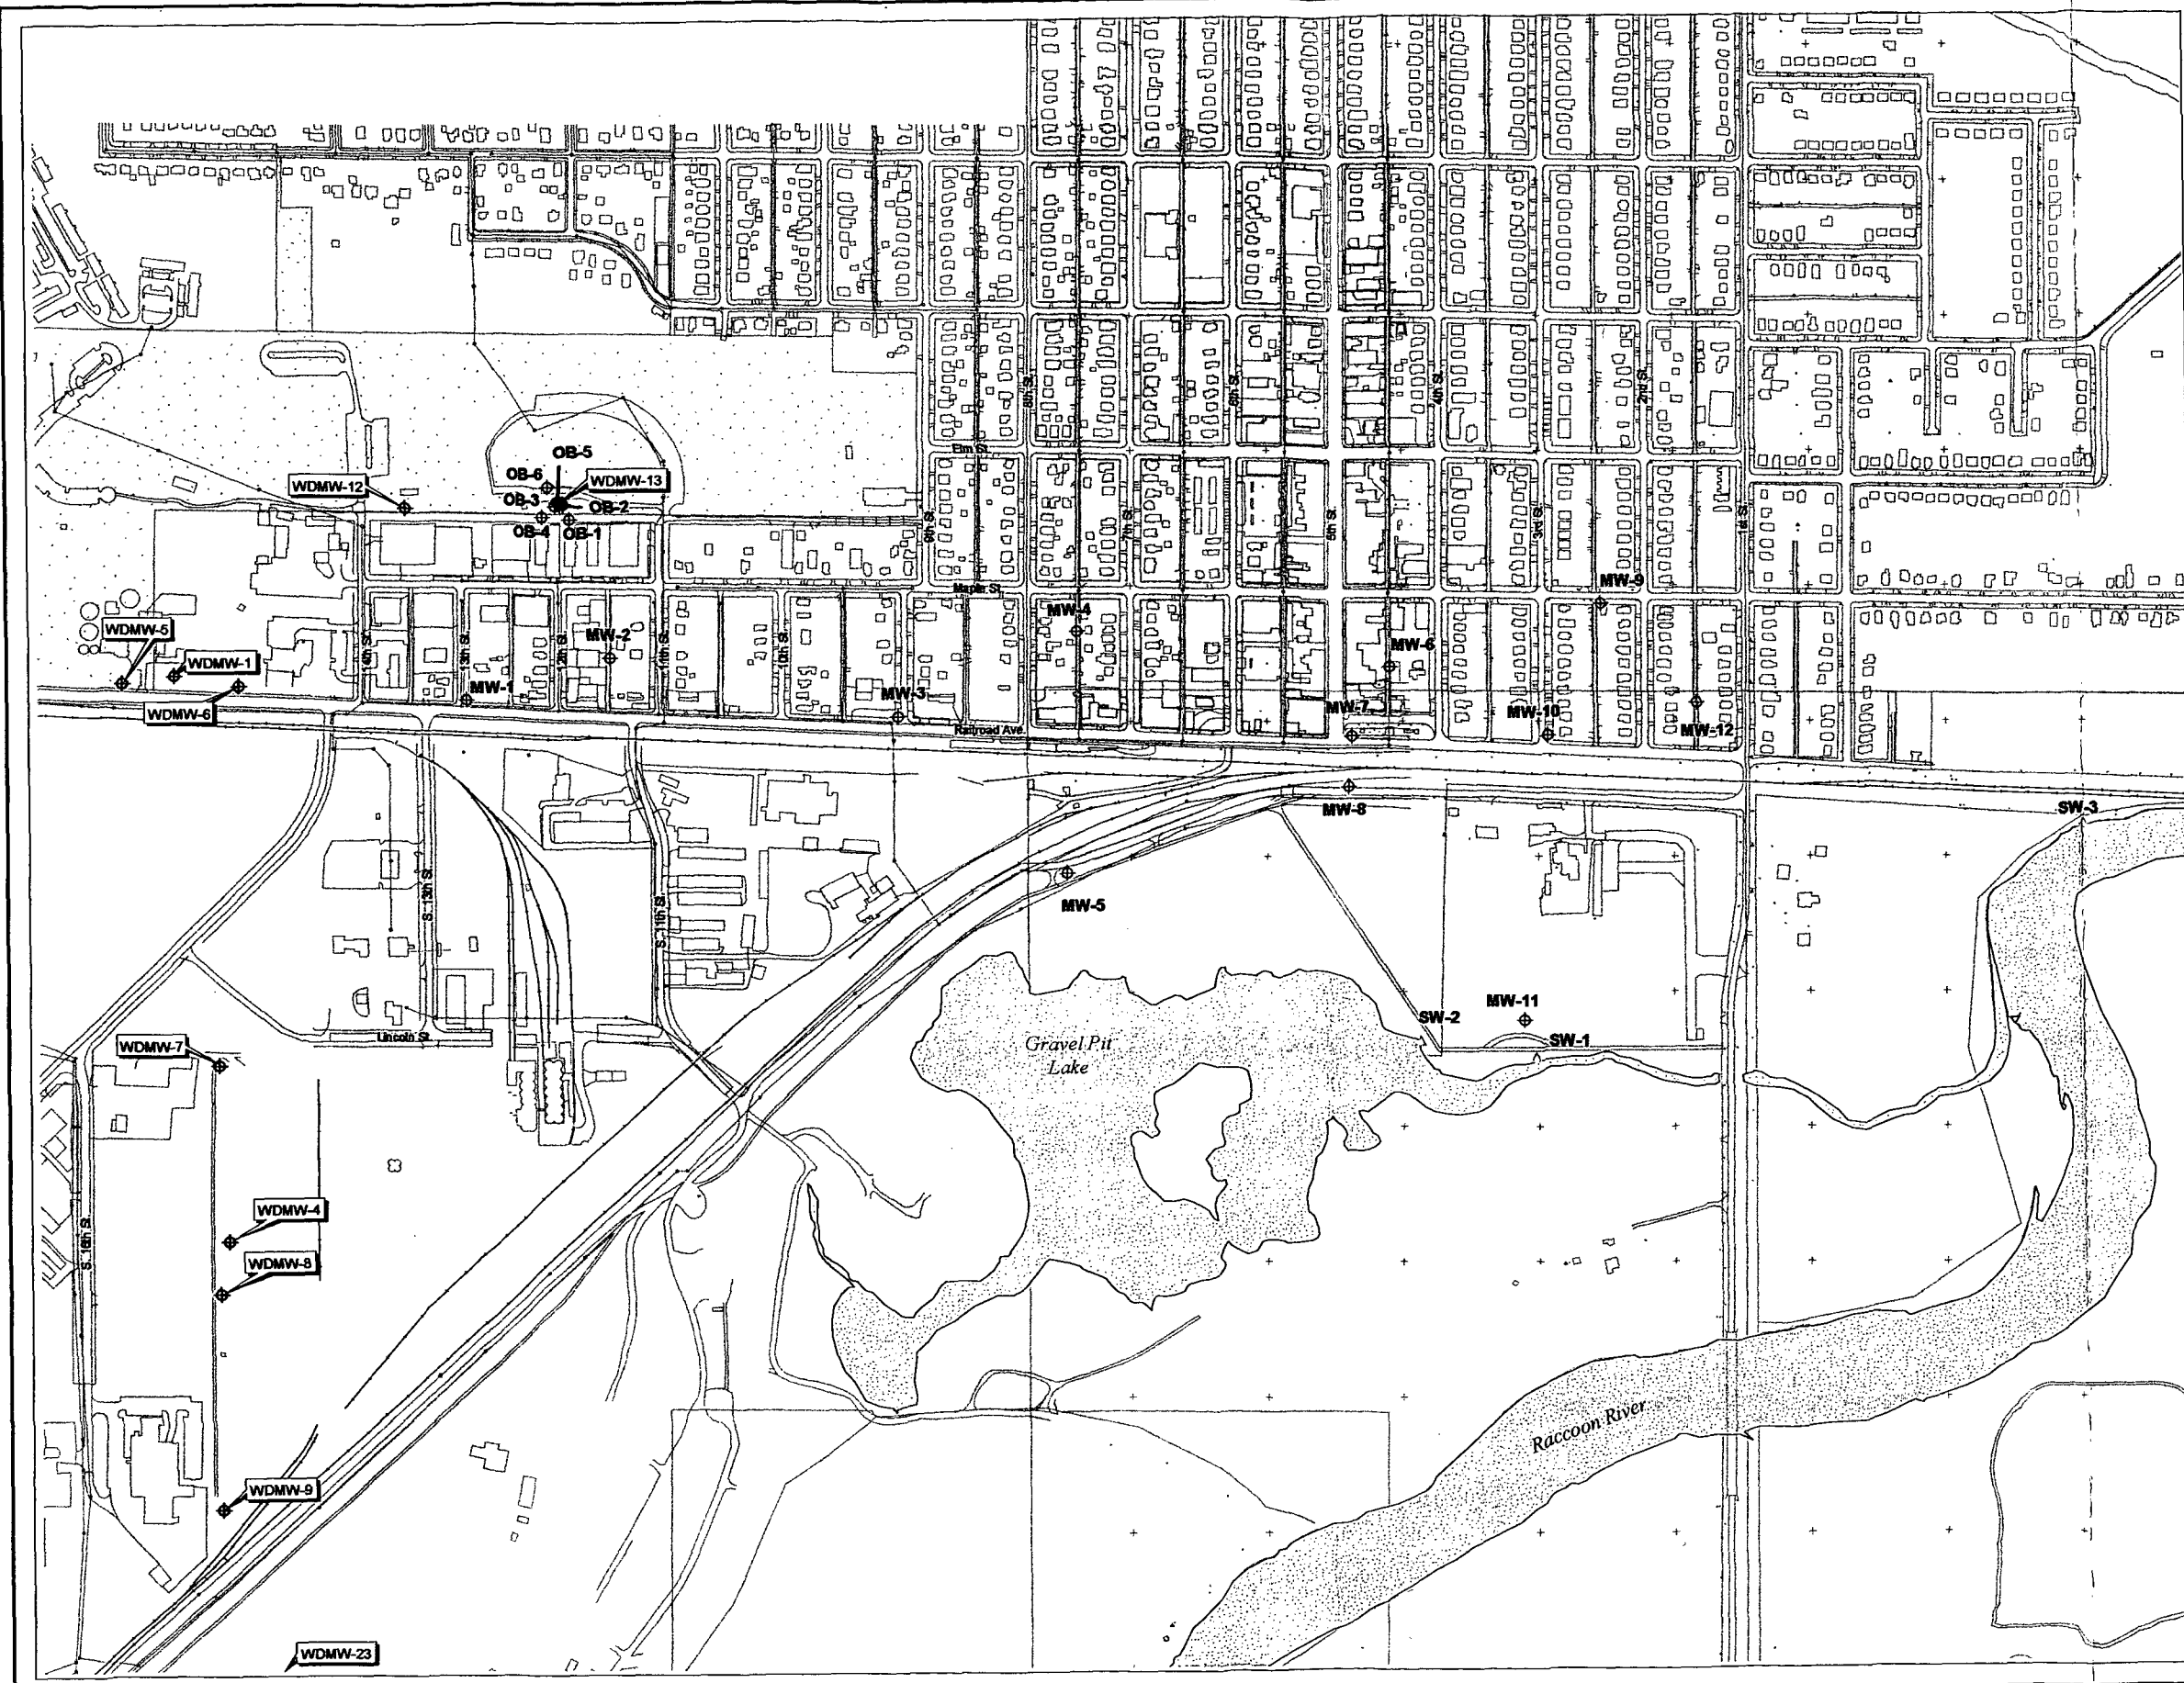 8th St.
6th St.
4th St.
2nd St.
Elm St.
OB-5
OB-6
WDMW-13
WDMW-12
OB-3
OB-2
OB-4
OB-1
9th St.
7th St.
5th St.
3rd St.
1st St.
MW-9
Maple St.
MW-4
WDMW-5
14th St.
13th St.
12th St.
MW-2
11th St.
10th St.
MW-6
WDMW-1
MW-1
MW-3
WDMW-6
MW-7
MW-10
MW-12
Railroad Ave.
MW-8
SW-3
S. 13th St.
S. 11th St.
MW-5
MW-11
SW-2
SW-1
Lincoln St.
Gravel Pit
Lake
WDMW-7
WDMW-4
S. 16th St.
WDMW-8
Raccoon River
WDMW-9
WDMW-23